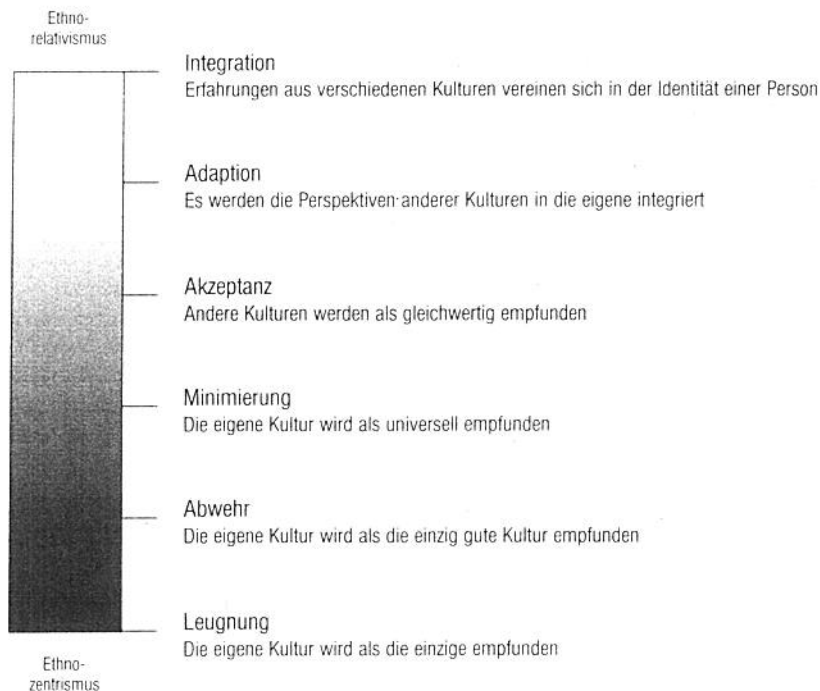 Ethno-
relativismus
Integration
Erfahrungen aus verschiedenen Kulturen vereinen sich in der Identität einer Person
Adaption
Es werden die Perspektiven anderer Kulturen in die eigene integriert
Akzeptanz
Andere Kulturen werden als gleichwertig empfunden
Minimierung
Die eigene Kultur wird als universell empfunden
Abwehr
Die eigene Kultur wird als die einzig gute Kultur empfunden
Leugnung
Die eigene Kultur wird als die einzige empfunden
Ethno-
zentrismus